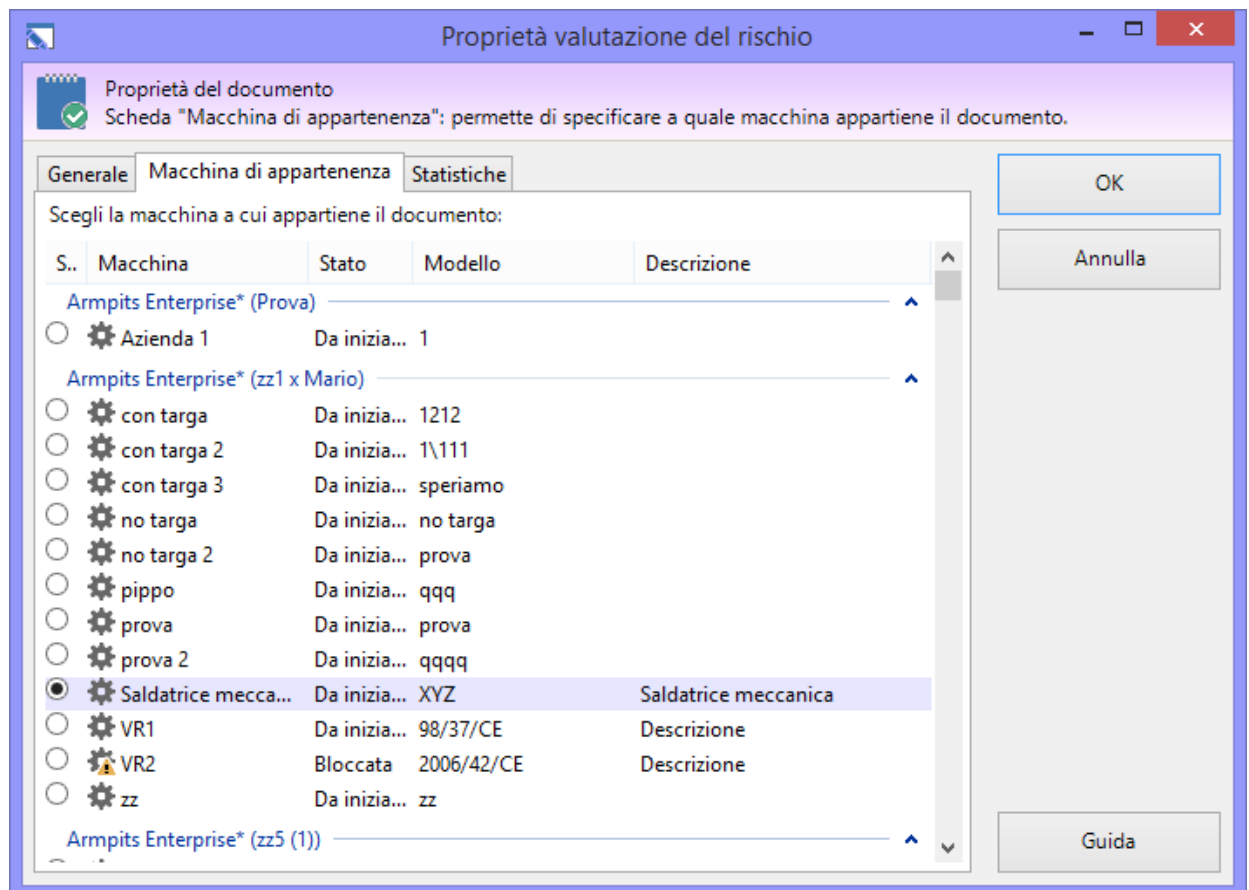 Proprietà valutazione del rischio
Proprietà del documento
Scheda "Macchina di appartenenza": permette di specificare a quale macchina appartiene il documento.
Generale Macchina di appartenenza Statistiche
OK
Scegli la macchina a cui appartiene il documento:
Annulla
S.. Macchina Stato Modello Descrizione
Armpits Enterprise* (Prova)
Azienda 1 Da inizia... 1
Armpits Enterprise* (zz1 x Mario)
con targa Da inizia... 1212
con targa 2 Da inizia... 1\111
con targa 3 Da inizia... speriamo
no targa Da inizia... no targa
no targa 2 Da inizia... prova
pippo Da inizia... qqq
prova Da inizia... prova
prova 2 Da inizia... qqqq
Saldatrice mecca... Da inizia... XYZ Saldatrice meccanica
VR1 Da inizia... 98/37/CE Descrizione
VR2 Bloccata 2006/42/CE Descrizione
zz Da inizia... zz
Armpits Enterprise* (zz5 (1))
Guida